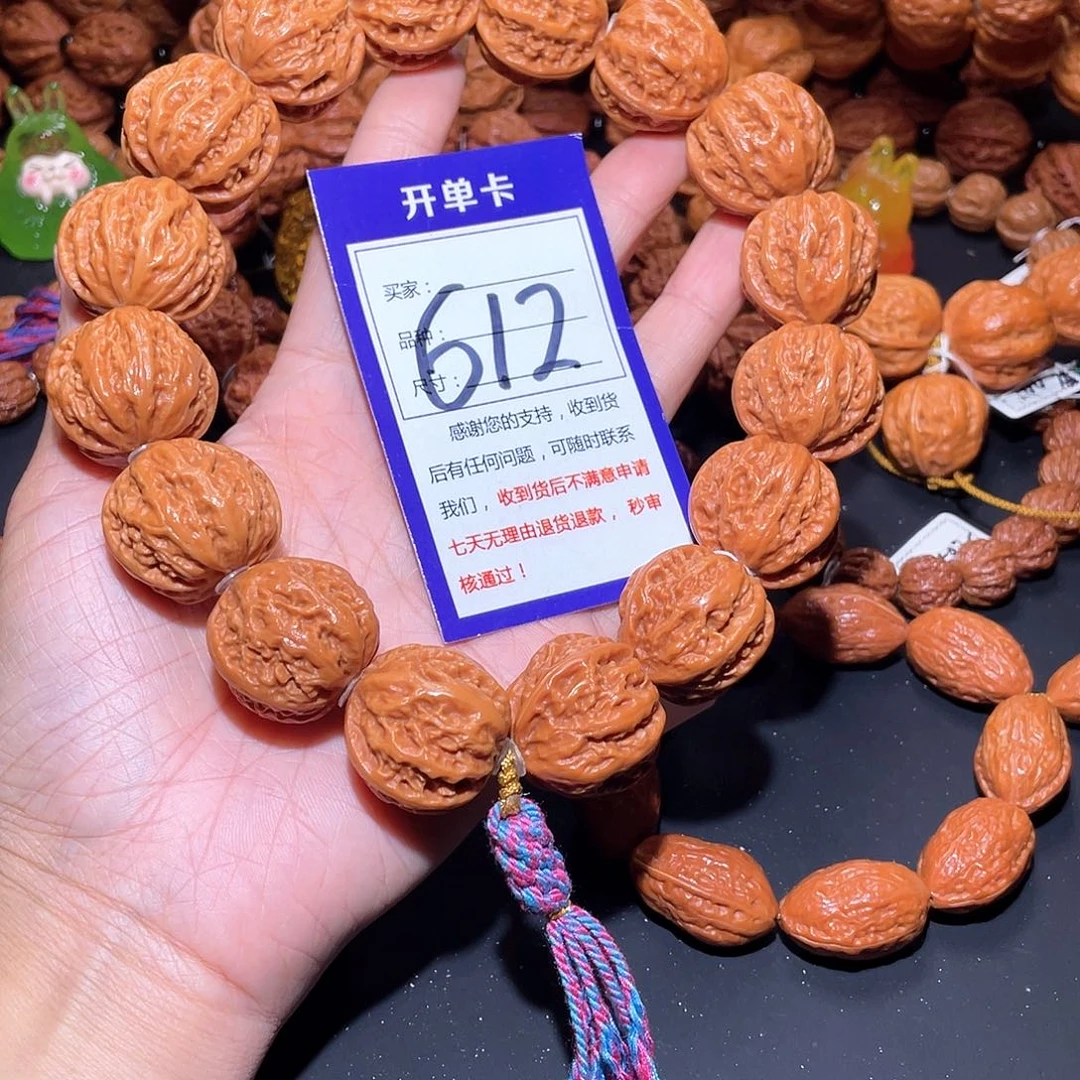 开单卡
买家：
品种：
尺寸：
612
感谢您的支持，收到货
后有任何问题，可随时联系
我们，收到货后不满意申请
七天无理由退货退款，秒审
核通过！